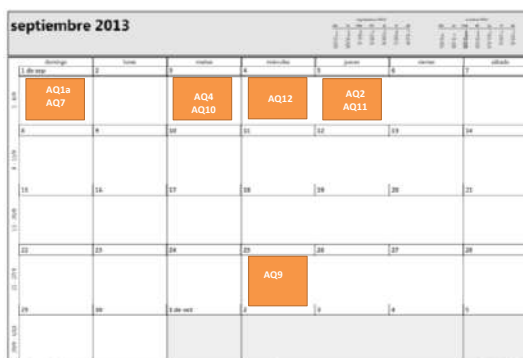 septiembre 2013
domingo lunes martes miércoles jueves viernes sábado
1 de sep 2 3 4 5 6 7
AQ1a
AQ7
AQ4
AQ10
AQ12
AQ2
AQ11
8 9 10 11 12 13 14
15 16 17 18 19 20 21
22 23 24 25 26 27 28
AQ9
29 30 1 de oct 2 3 4 5